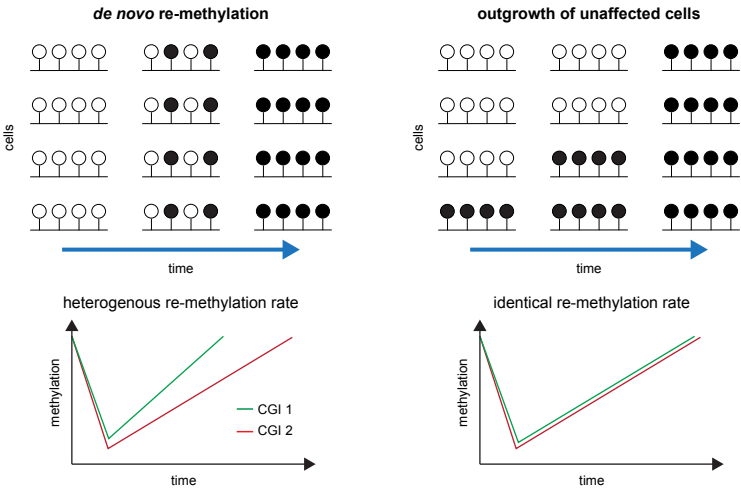 de novo re-methylation
cells
time
heterogenous re-methylation rate
methylation
CGI 1
CGI 2
time
outgrowth of unaffected cells
cells
time
identical re-methylation rate
methylation
time